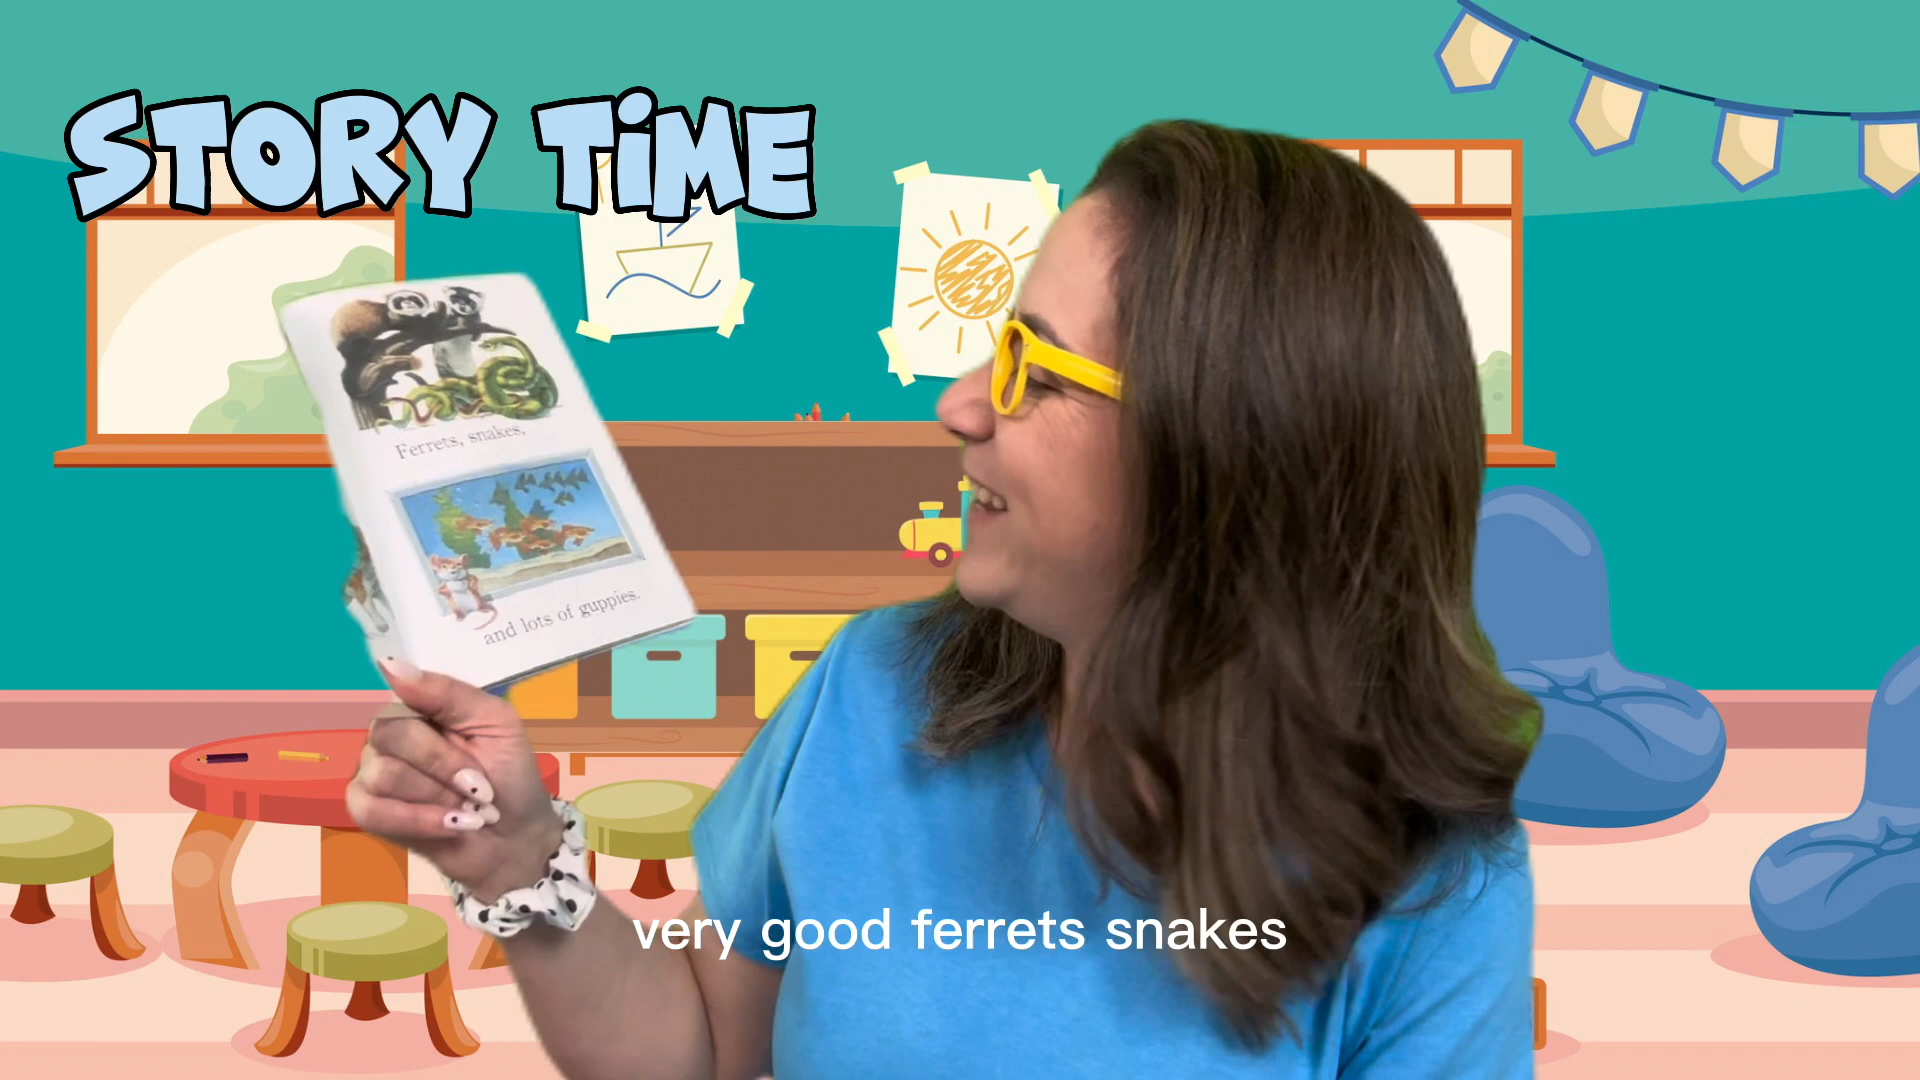 STORY TiME
Ferrets, snakes,
and lots of guppies.
very good ferrets snakes